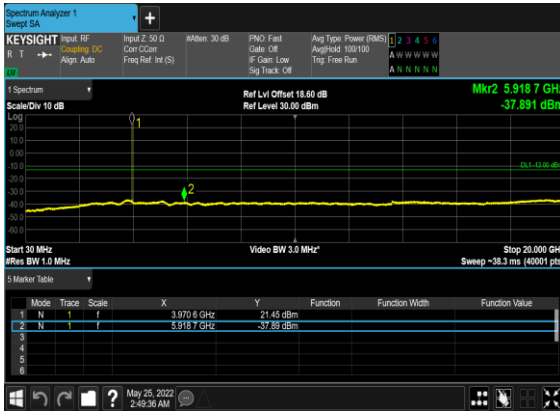 Spectrum Analyzer 1
Swept SA
KEYSIGHT Input: RF Input Z: 50 Ω #Atten: 30 dB PNO: Fast Avg Type: Power (RMS) 1 2 3 4 5 6
R T Coupling: DC Corr CCorr Gate: Off Avg|Hold: 100/100 A W W W W W
Align: Auto Freq Ref: Int (S) IF Gain: Low Trig: Free Run
Sig Track: Off A N N N N N
1 Spectrum
Ref Lvl Offset 18.60 dB Mkr2 5.918 7 GHz
Scale/Div 10 dB Ref Level 30.00 dBm -37.891 dBm
Log
20.0
10.0
0.00
-10.0
DL1 -13.00 dBm
-20.0
-30.0
-40.0
-50.0
-60.0
1
2
Start 30 MHz Video BW 3.0 MHz* Stop 20.000 GHz
#Res BW 1.0 MHz Sweep ~38.3 ms (40001 pts)
5 Marker Table
Mode Trace Scale X Y Function Function Width Function Value
1 N 1 f 3.970 6 GHz 21.45 dBm
2 N 1 f 5.918 7 GHz -37.89 dBm
3
4
5
6
May 25, 2022
2:49:36 AM